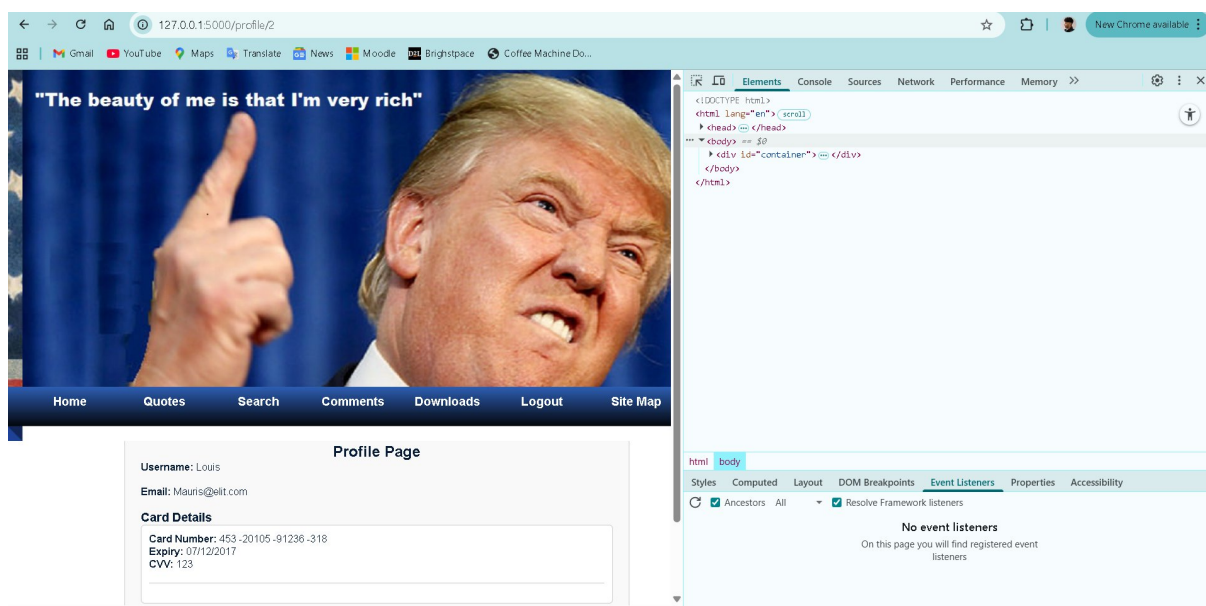 127.0.0.1:5000/profile/2
New Chrome available
Gmail YouTube Maps Translate News Moodle Brighstpace Coffee Machine Do...
"The beauty of me is that I'm very rich"
Home Quotes Search Comments Downloads Logout Site Map
Profile Page
Username: Louis
Email: Mauris@elit.com
Card Details
Card Number: 453 -20105 -91236 -318
Expiry: 07/12/2017
CVV: 123
Elements Console Sources Network Performance Memory
<!DOCTYPE html>
<html lang="en"> scroll
<head> ... </head>
... <body> == $0
<div id="container"> ... </div>
</body>
</html>
html body
Styles Computed Layout DOM Breakpoints Event Listeners Properties Accessibility
Ancestors All Resolve Framework listeners
No event listeners
On this page you will find registered event
listeners